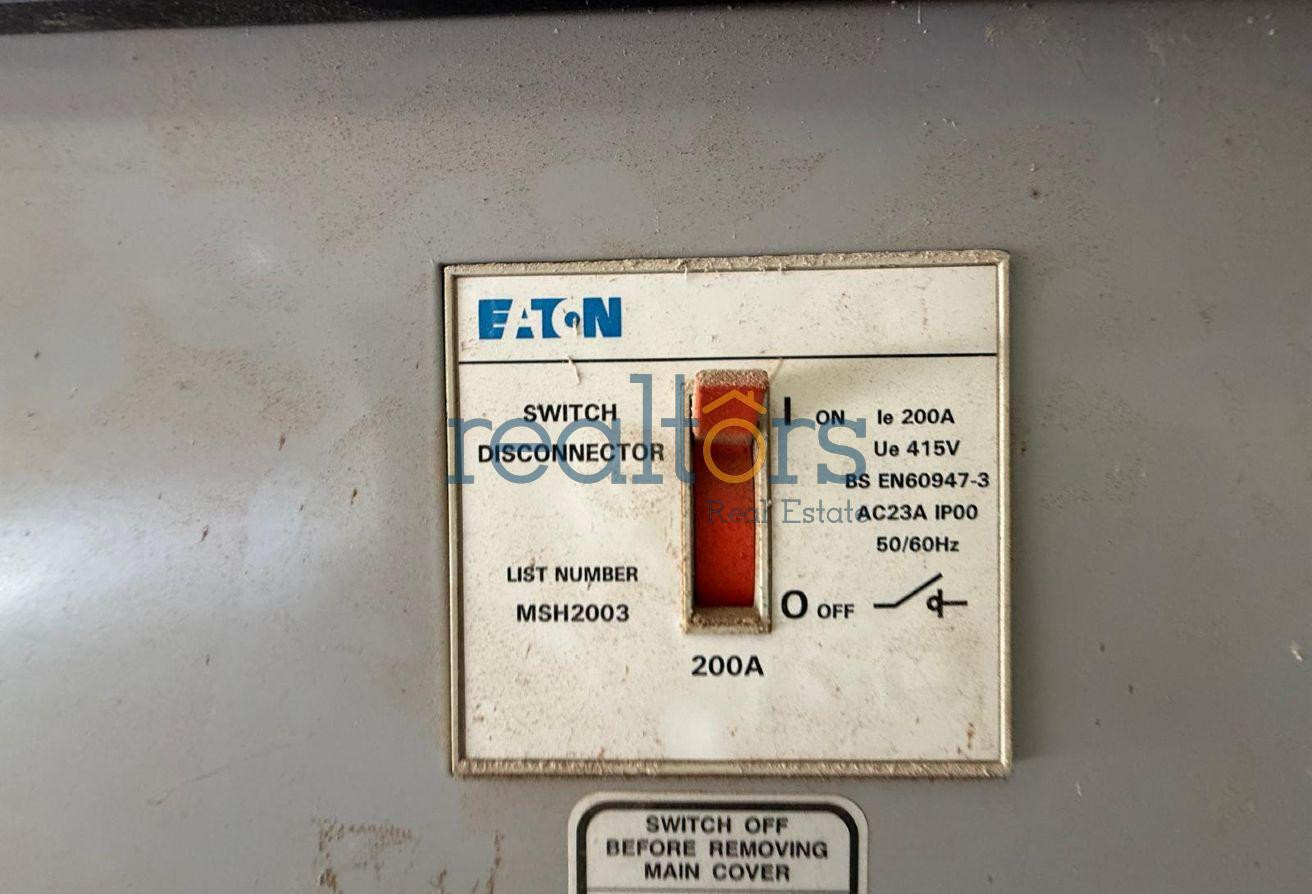 EATON
SWITCH
DISCONNECTOR
I ON Ie 200A
Ue 415V
BS EN60947-3
AC23A IP00
50/60Hz
LIST NUMBER
MSH2003
O OFF
200A
realtors
Real Estate
SWITCH OFF
BEFORE REMOVING
MAIN COVER